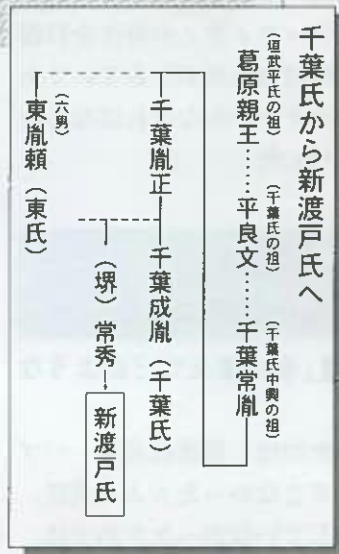 千葉氏から新渡戸氏へ
(垣武平氏の祖)
葛原親王……平良文……千葉常胤
(千葉氏の祖)
(千葉氏中興の祖)
千葉胤正―千葉成胤(千葉氏)
(堺)常秀―新渡戸氏
(六男)
東胤頼(東氏)